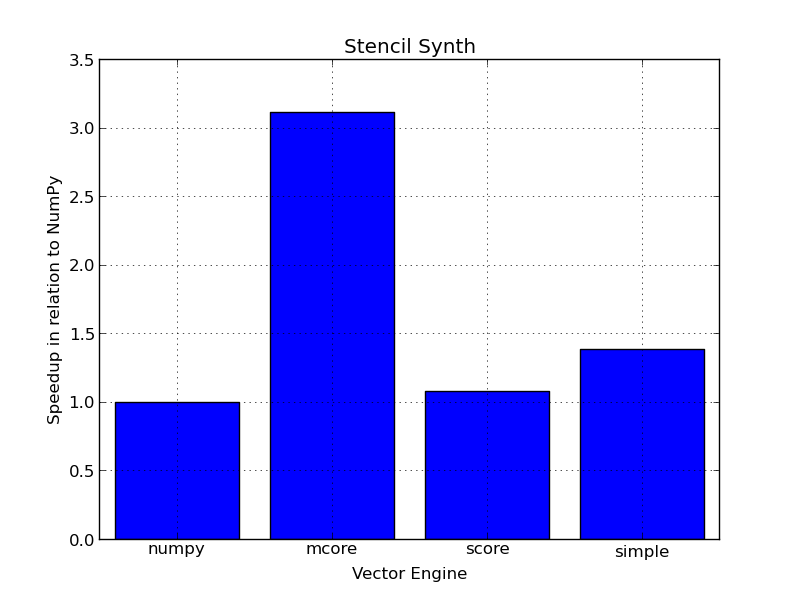 Stencil Synth
Speedup in relation to NumPy
3.5
3.0
2.5
2.0
1.5
1.0
0.5
0.0
numpy mcore score simple
Vector Engine